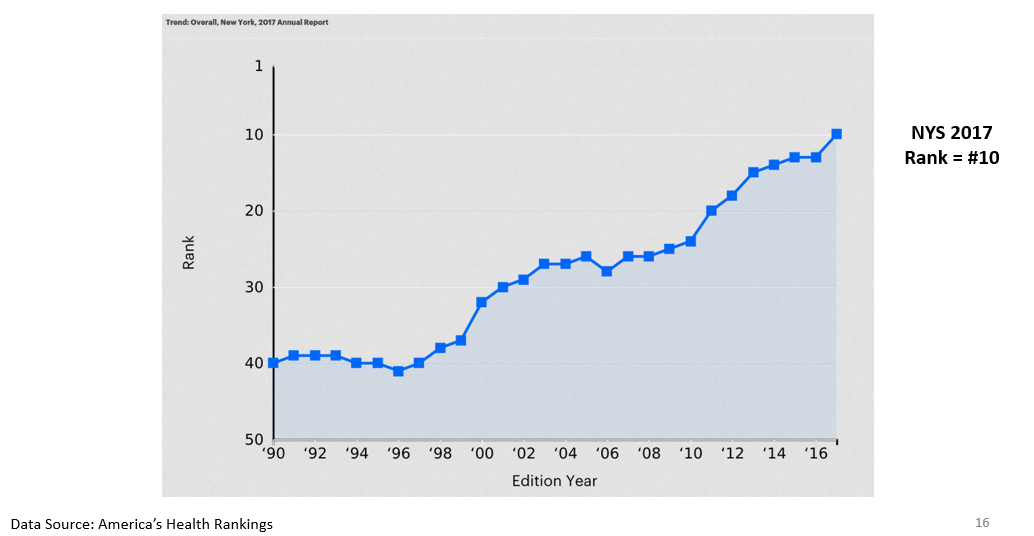 Trend: Overall, New York, 2017 Annual Report
1
10
20
30
40
50
Rank
‘90 ‘92 ‘94 ‘96 ‘98 ‘00 ‘02 ‘04 ‘06 ‘08 ‘10 ‘12 ‘14 ‘16
Edition Year
NYS 2017
Rank = #10
Data Source: America’s Health Rankings
16